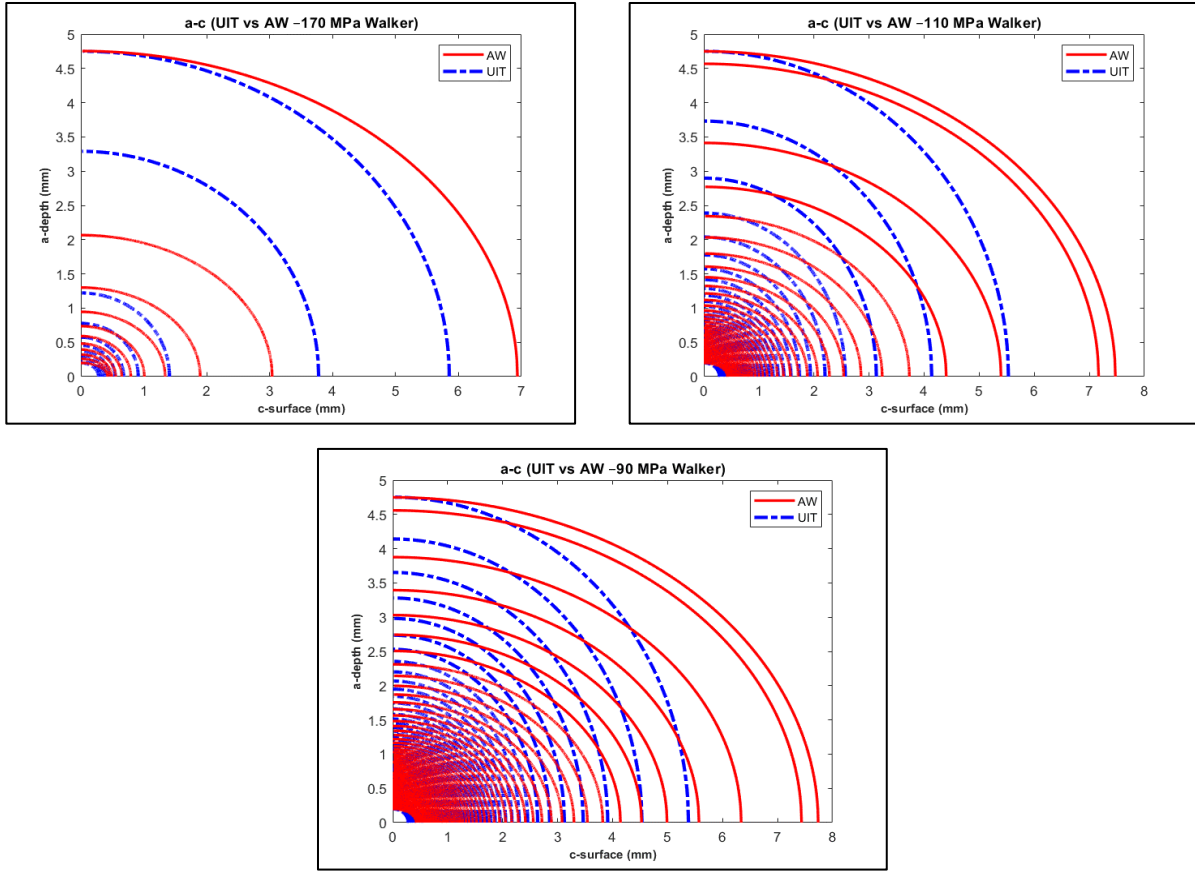 a-c (UIT vs AW –170 MPa Walker)
5
4.5
4
3.5
3
2.5
2
1.5
1
0.5
0
a-depth (mm)
AW
UIT
0 1 2 3 4 5 6 7
c-surface (mm)
a-c (UIT vs AW –110 MPa Walker)
5
4.5
4
3.5
3
2.5
2
1.5
1
0.5
0
a-depth (mm)
AW
UIT
0 1 2 3 4 5 6 7 8
c-surface (mm)
a-c (UIT vs AW –90 MPa Walker)
5
4.5
4
3.5
3
2.5
2
1.5
1
0.5
0
a-depth (mm)
AW
UIT
0 1 2 3 4 5 6 7 8
c-surface (mm)